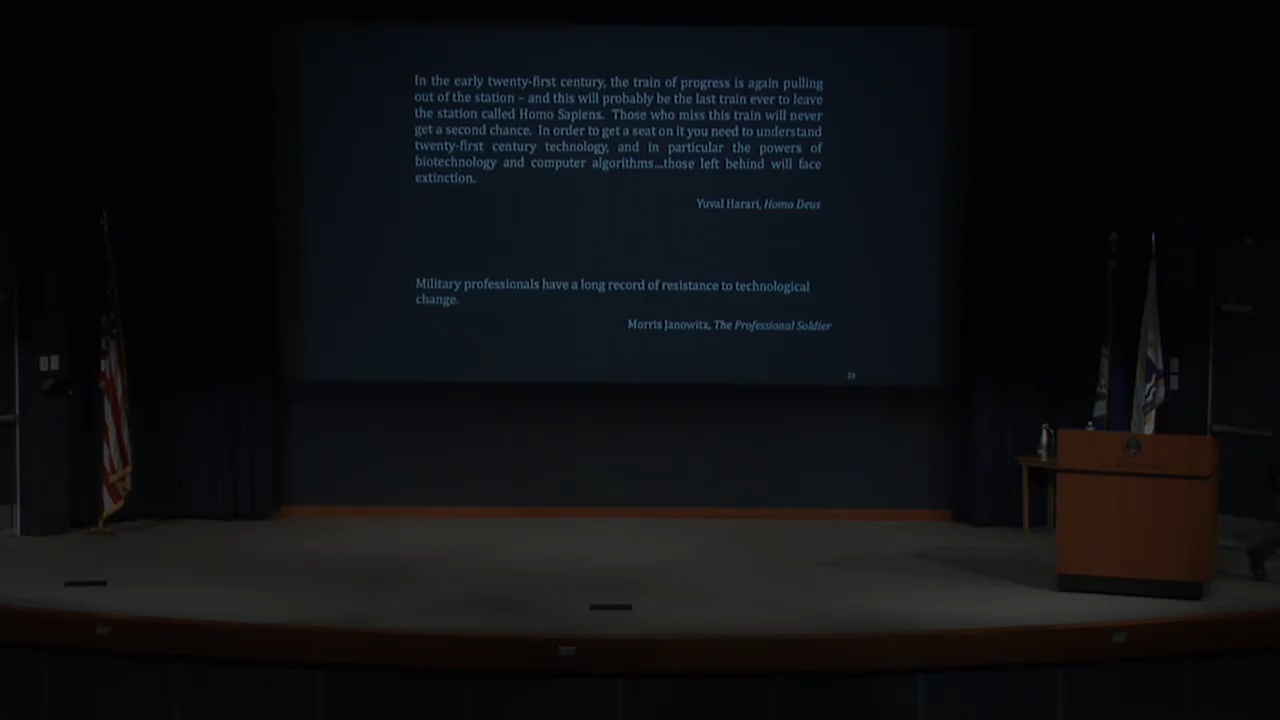 In the early twenty-first century, the train of progress is again pulling
out of the station – and this will probably be the last train ever to leave
the station called Homo Sapiens. Those who miss this train will never
get a second chance. In order to get a seat on it you need to understand
twenty-first century technology, and in particular the powers of
biotechnology and computer algorithms...those left behind will face
extinction.
Yuval Harari, Homo Deus
Military professionals have a long record of resistance to technological
change.
Morris Janowitz, The Professional Soldier
23